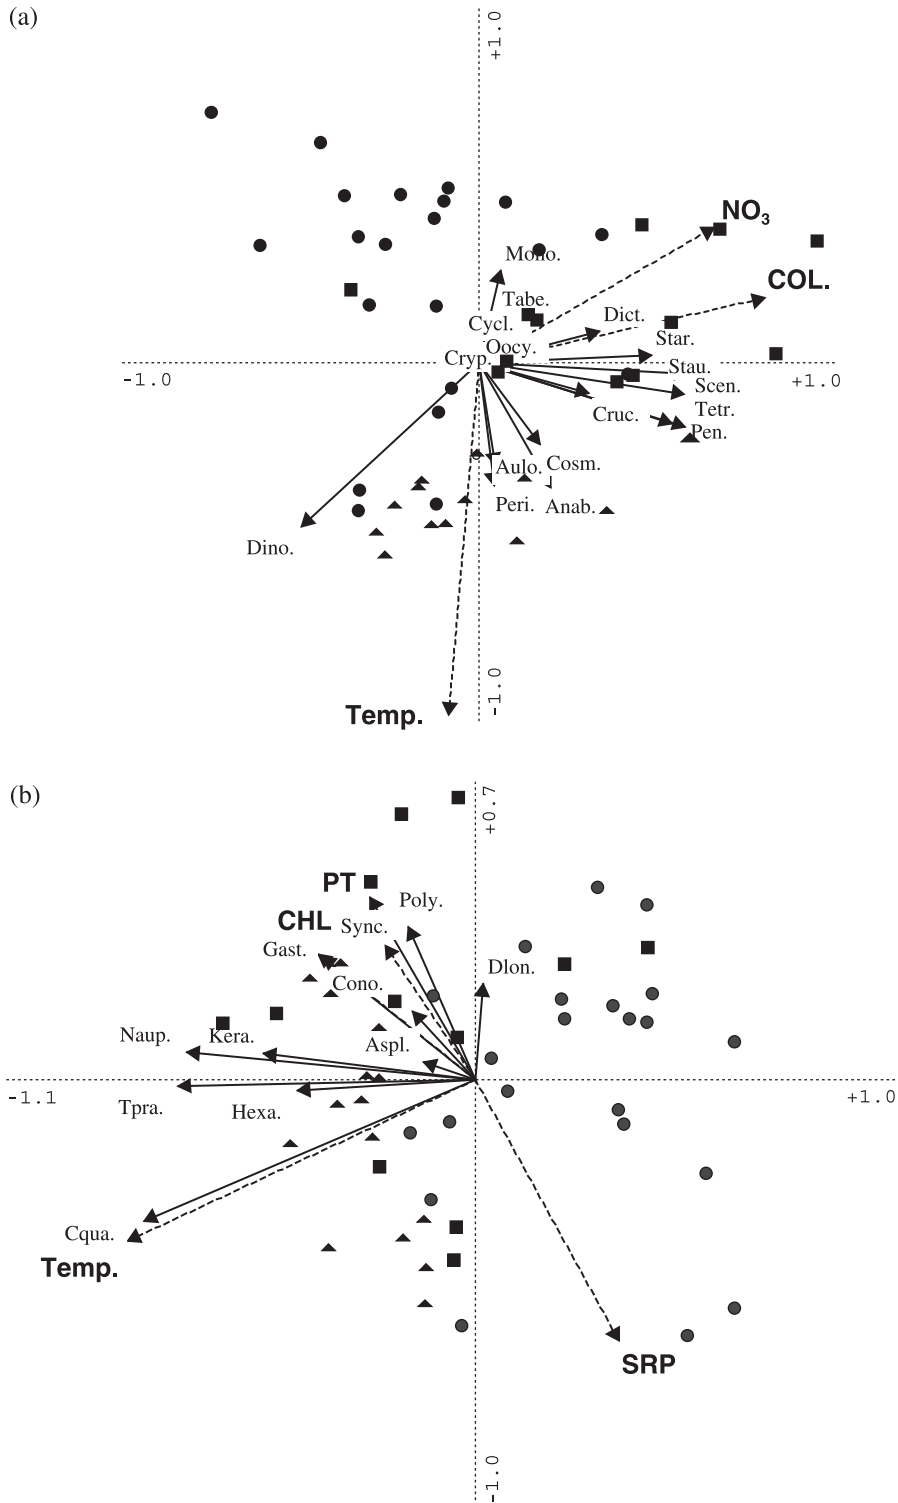 (a)
+1.0
NO3
Mono.
COL.
Tabe.
Dict.
Cycl.
Star.
Oocy.
Cryp.
Stau.
-1.0
+1.0
Scen.
Cruc.
Tetr.
Pen.
Aulo.
Cosm.
Peri.
Anab.
Dino.
-1.0
Temp.
(b)
+0.7
PT
Poly.
CHL
Sync.
Gast.
Dlon.
Cono.
Naup.
Kera.
Aspl.
-1.1
+1.0
Tpra.
Hexa.
Cqua.
Temp.
SRP
-1.0